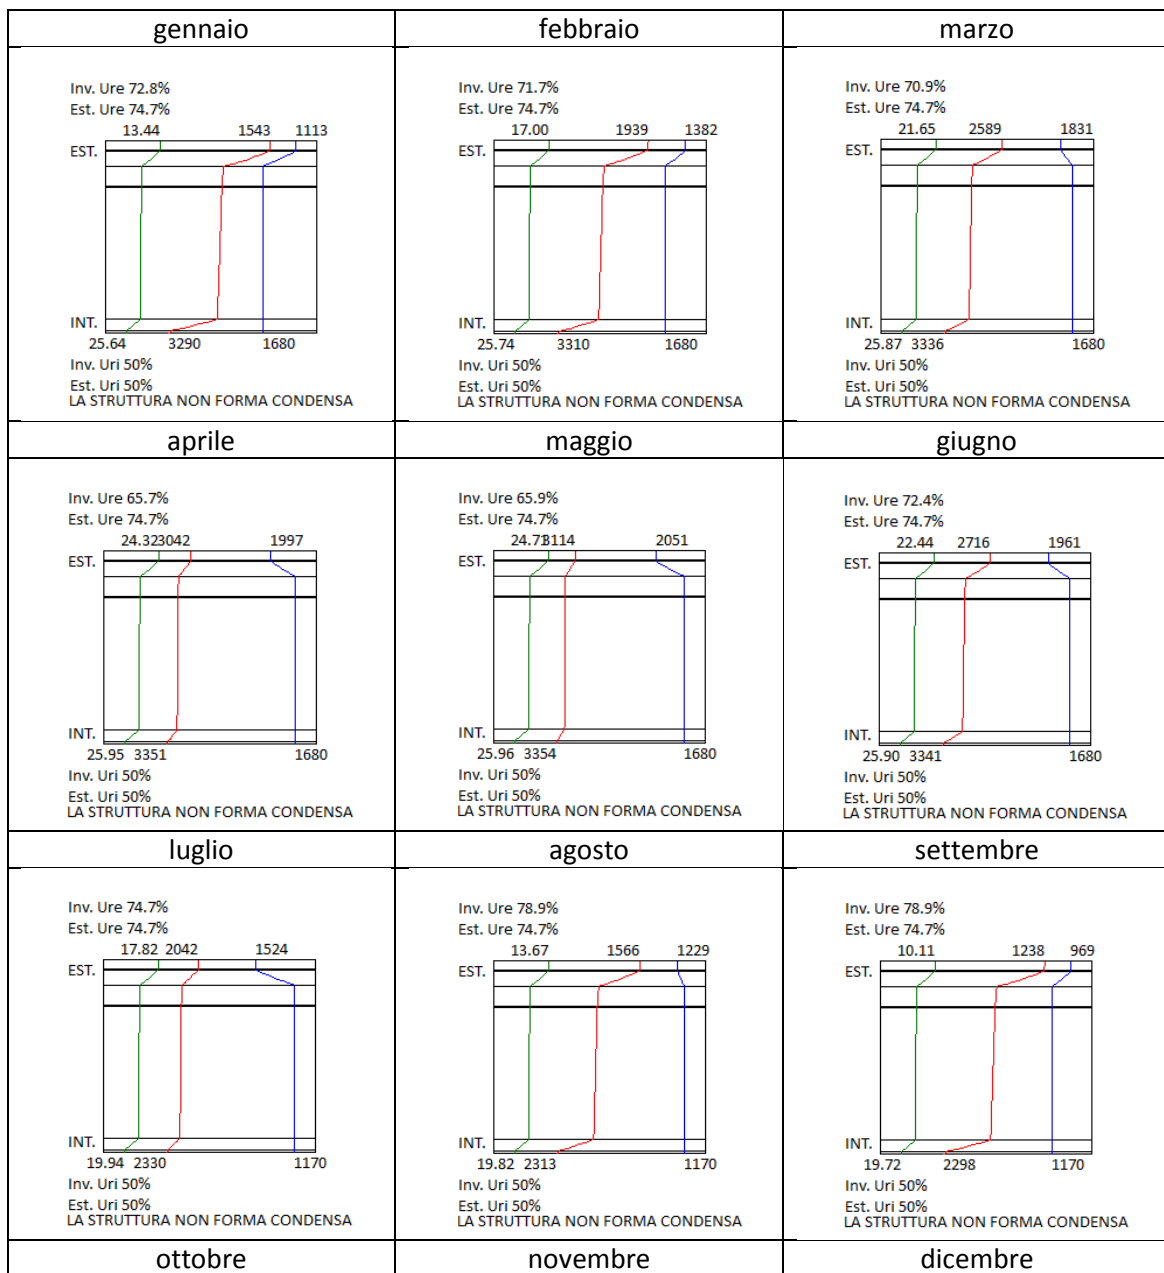 gennaio febbraio marzo
Inv. Ure 72.8%
Est. Ure 74.7%
13.44 1543 1113
EST.
INT.
25.64 3290 1680
Inv. Uri 50%
Est. Uri 50%
LA STRUTTURA NON FORMA CONDENSA
Inv. Ure 71.7%
Est. Ure 74.7%
17.00 1939 1382
EST.
INT.
25.74 3310 1680
Inv. Uri 50%
Est. Uri 50%
LA STRUTTURA NON FORMA CONDENSA
Inv. Ure 70.9%
Est. Ure 74.7%
21.65 2589 1831
EST.
INT.
25.87 3336 1680
Inv. Uri 50%
Est. Uri 50%
LA STRUTTURA NON FORMA CONDENSA
aprile maggio giugno
Inv. Ure 65.7%
Est. Ure 74.7%
24.32 3042 1997
EST.
INT.
25.95 3351 1680
Inv. Uri 50%
Est. Uri 50%
LA STRUTTURA NON FORMA CONDENSA
Inv. Ure 65.9%
Est. Ure 74.7%
24.71 3114 2051
EST.
INT.
25.96 3354 1680
Inv. Uri 50%
Est. Uri 50%
LA STRUTTURA NON FORMA CONDENSA
Inv. Ure 72.4%
Est. Ure 74.7%
22.44 2716 1961
EST.
INT.
25.90 3341 1680
Inv. Uri 50%
Est. Uri 50%
LA STRUTTURA NON FORMA CONDENSA
luglio agosto settembre
Inv. Ure 74.7%
Est. Ure 74.7%
17.82 2042 1524
EST.
INT.
19.94 2330 1170
Inv. Uri 50%
Est. Uri 50%
LA STRUTTURA NON FORMA CONDENSA
Inv. Ure 78.9%
Est. Ure 74.7%
13.67 1566 1229
EST.
INT.
19.82 2313 1170
Inv. Uri 50%
Est. Uri 50%
LA STRUTTURA NON FORMA CONDENSA
Inv. Ure 78.9%
Est. Ure 74.7%
10.11 1238 969
EST.
INT.
19.72 2298 1170
Inv. Uri 50%
Est. Uri 50%
LA STRUTTURA NON FORMA CONDENSA
ottobre novembre dicembre